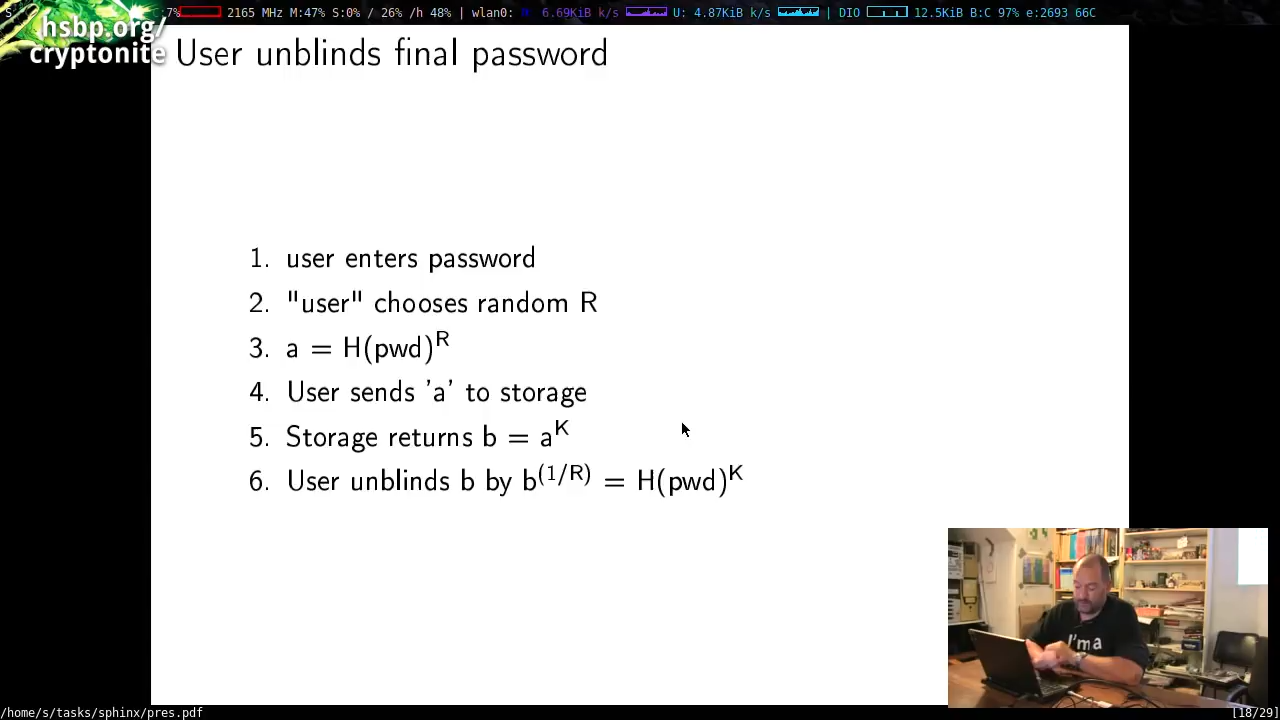 7% 2165 MHz M:47% S:0% / 26% /h 48% | wlan0: 6.69KiB k/s U: 4.87KiB k/s | DIO 12.5KiB B:C 97% e:2693 66C
hsbp.org/
cryptonite
User unblinds final password
1. user enters password
2. "user" chooses random R
3. a = H(pwd)^R
4. User sends 'a' to storage
5. Storage returns b = a^K
6. User unblinds b by b^(1/R) = H(pwd)^K
I'm a
/home/s/tasks/sphinx/pres.pdf [18/29]